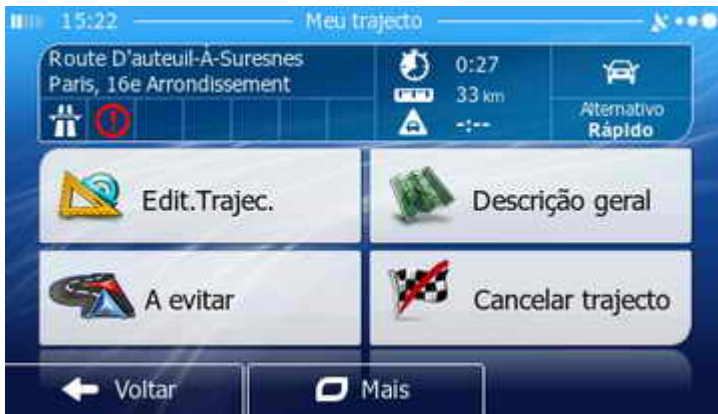 15:22
Meu trajecto
Route D'auteuil-À-Suresnes
Paris, 16e Arrondissement
0:27
33 km
-:--
Alternativo
Rápido
Edit.Trajec.
Descrição geral
A evitar
Cancelar trajecto
Voltar
Mais